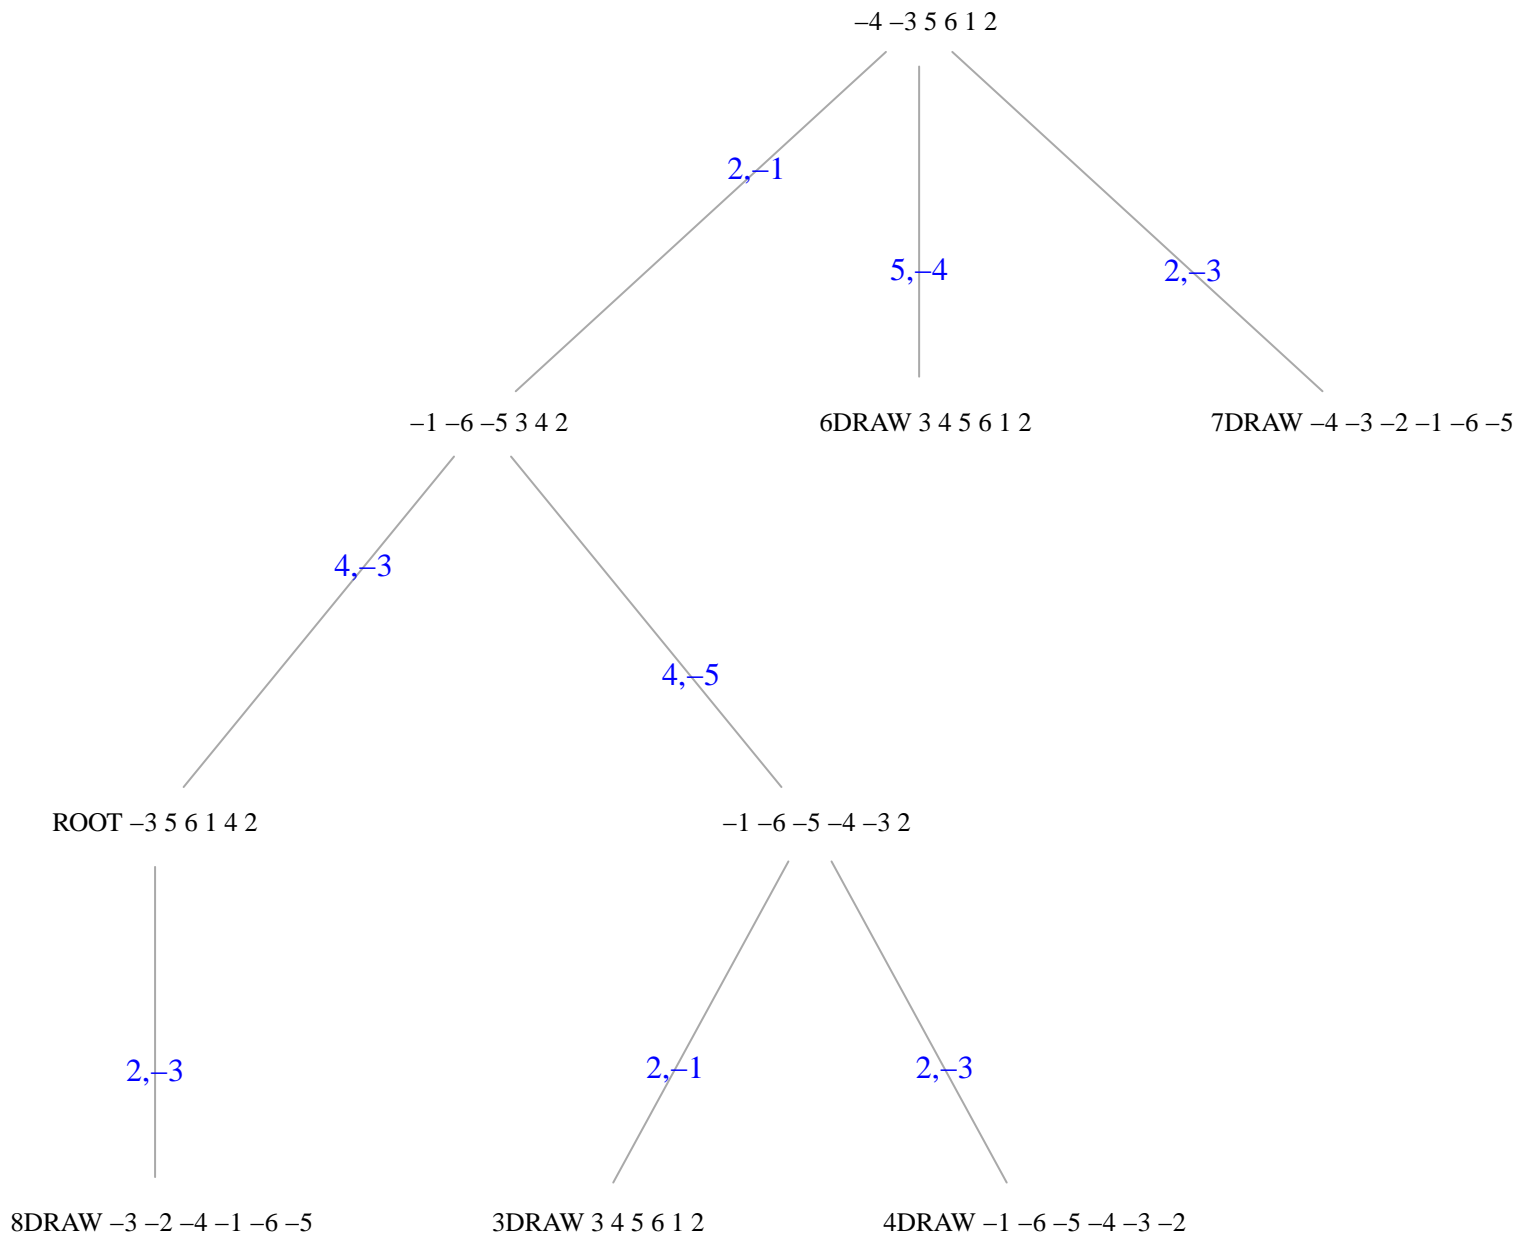 –4 –3 5 6 1 2
2,–1
5,–4
2,–3
–1 –6 –5 3 4 2
6DRAW 3 4 5 6 1 2
7DRAW –4 –3 –2 –1 –6 –5
4,–3
4,–5
ROOT –3 5 6 1 4 2
–1 –6 –5 –4 –3 2
2,–3
2,–1
2,–3
8DRAW –3 –2 –4 –1 –6 –5
3DRAW 3 4 5 6 1 2
4DRAW –1 –6 –5 –4 –3 –2